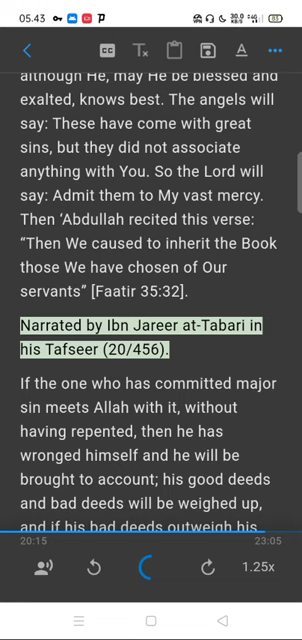 05.43
30.0
KB/S
83
CC
although He, may He be blessed and
exalted, knows best. The angels will
say: These have come with great
sins, but they did not associate
anything with You. So the Lord will
say: Admit them to My vast mercy.
Then ‘Abdullah recited this verse:
“Then We caused to inherit the Book
those We have chosen of Our
servants” [Faatir 35:32].
Narrated by Ibn Jareer at-Tabari in
his Tafseer (20/456).
If the one who has committed major
sin meets Allah with it, without
having repented, then he has
wronged himself and he will be
brought to account; his good deeds
and bad deeds will be weighed up,
and if his bad deeds outweigh his
20:15
23:05
1.25x